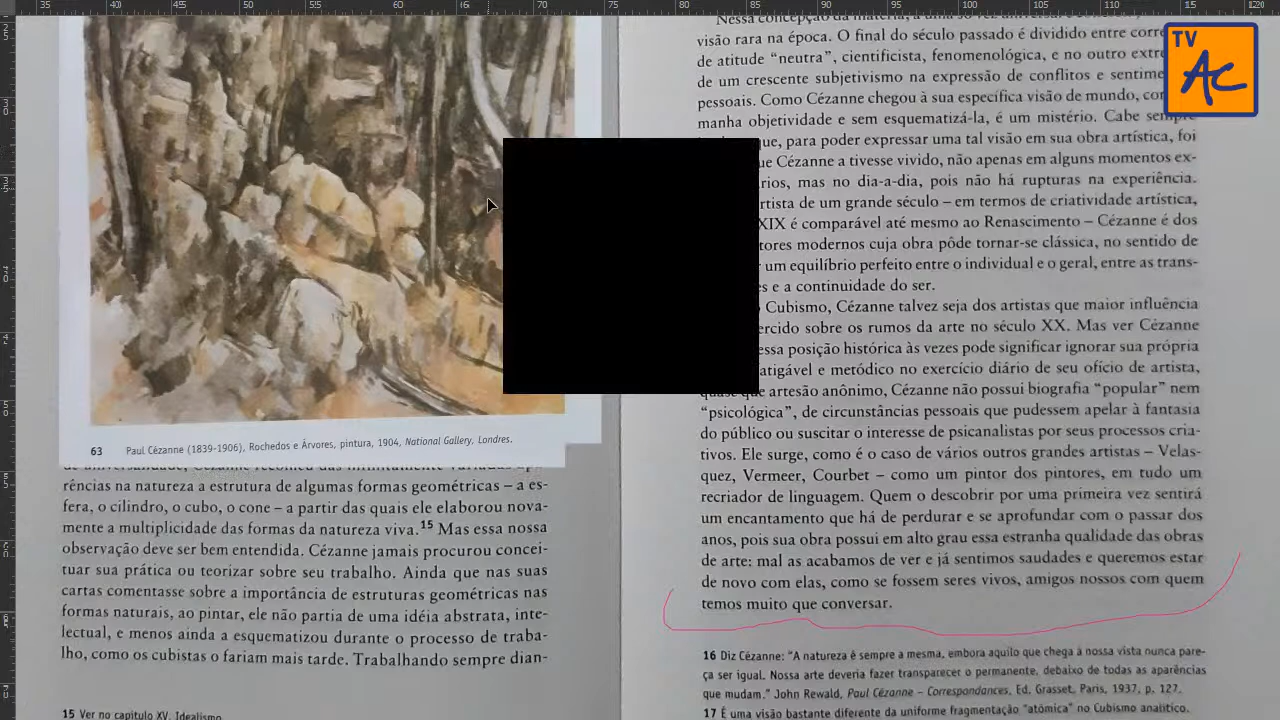 63 Paul Cézanne (1839-1906), Rochedos e Árvores, pintura, 1904, National Gallery, Londres.
rências na natureza a estrutura de algumas formas geométricas – a es-
fera, o cilindro, o cubo, o cone – a partir das quais ele elaborou nova-
mente a multiplicidade das formas da natureza viva.15 Mas essa nossa
observação deve ser bem entendida. Cézanne jamais procurou concei-
tuar sua prática ou teorizar sobre seu trabalho. Ainda que nas suas
cartas comentasse sobre a importância de estruturas geométricas nas
formas naturais, ao pintar, ele não partia de uma idéia abstrata, inte-
lectual, e menos ainda a esquematizou durante o processo de traba-
lho, como os cubistas o fariam mais tarde. Trabalhando sempre dian-
15 Ver no capítulo XV, Idealismo
Nessa concepção da matéria, a uma só vez
visão rara na época. O final do século passado é dividido entre
de atitude “neutra”, cientificista, fenomenológica, e no outro
de um crescente subjetivismo na expressão de conflitos e
pessoais. Como Cézanne chegou à sua específica visão de mundo,
manha objetividade e sem esquematizá-la, é um mistério. Cabe
que, para poder expressar uma tal visão em sua obra artística, foi
que Cézanne a tivesse vivido, não apenas em alguns momentos ex-
mas no dia-a-dia, pois não há rupturas na experiência.
de um grande século – em termos de criatividade artística,
XIX é comparável até mesmo ao Renascimento – Cézanne é dos
modernos cuja obra pôde tornar-se clássica, no sentido de
um equilíbrio perfeito entre o individual e o geral, entre as trans-
e a continuidade do ser.
Cubismo, Cézanne talvez seja dos artistas que maior influência
sobre os rumos da arte no século XX. Mas ver Cézanne
posição histórica às vezes pode significar ignorar sua própria
e metódico no exercício diário de seu ofício de artista,
quase que artesão anônimo, Cézanne não possui biografia “popular” nem
“psicológica”, de circunstâncias pessoais que pudessem apelar à fantasia
do público ou suscitar o interesse de psicanalistas por seus processos cria-
tivos. Ele surge, como é o caso de vários outros grandes artistas – Velas-
quez, Vermeer, Courbet – como um pintor dos pintores, em tudo um
recriador de linguagem. Quem o descobrir por uma primeira vez sentirá
um encantamento que há de perdurar e se aprofundar com o passar dos
anos, pois sua obra possui em alto grau essa estranha qualidade das obras
de arte: mal as acabamos de ver e já sentimos saudades e queremos estar
de novo com elas, como se fossem seres vivos, amigos nossos com quem
temos muito que conversar.
16 Diz Cézanne: “A natureza é sempre a mesma, embora aquilo que chega à nossa vista nunca pare-
ça ser igual. Nossa arte deveria fazer transparecer o permanente, debaixo de todas as aparências
que mudam.” John Rewald, Paul Cézanne – Correspondances, Ed. Grasset, Paris, 1937, p. 127.
17 É uma visão bastante diferente da uniforme fragmentação “atômica” no Cubismo analítico.
TV
AC